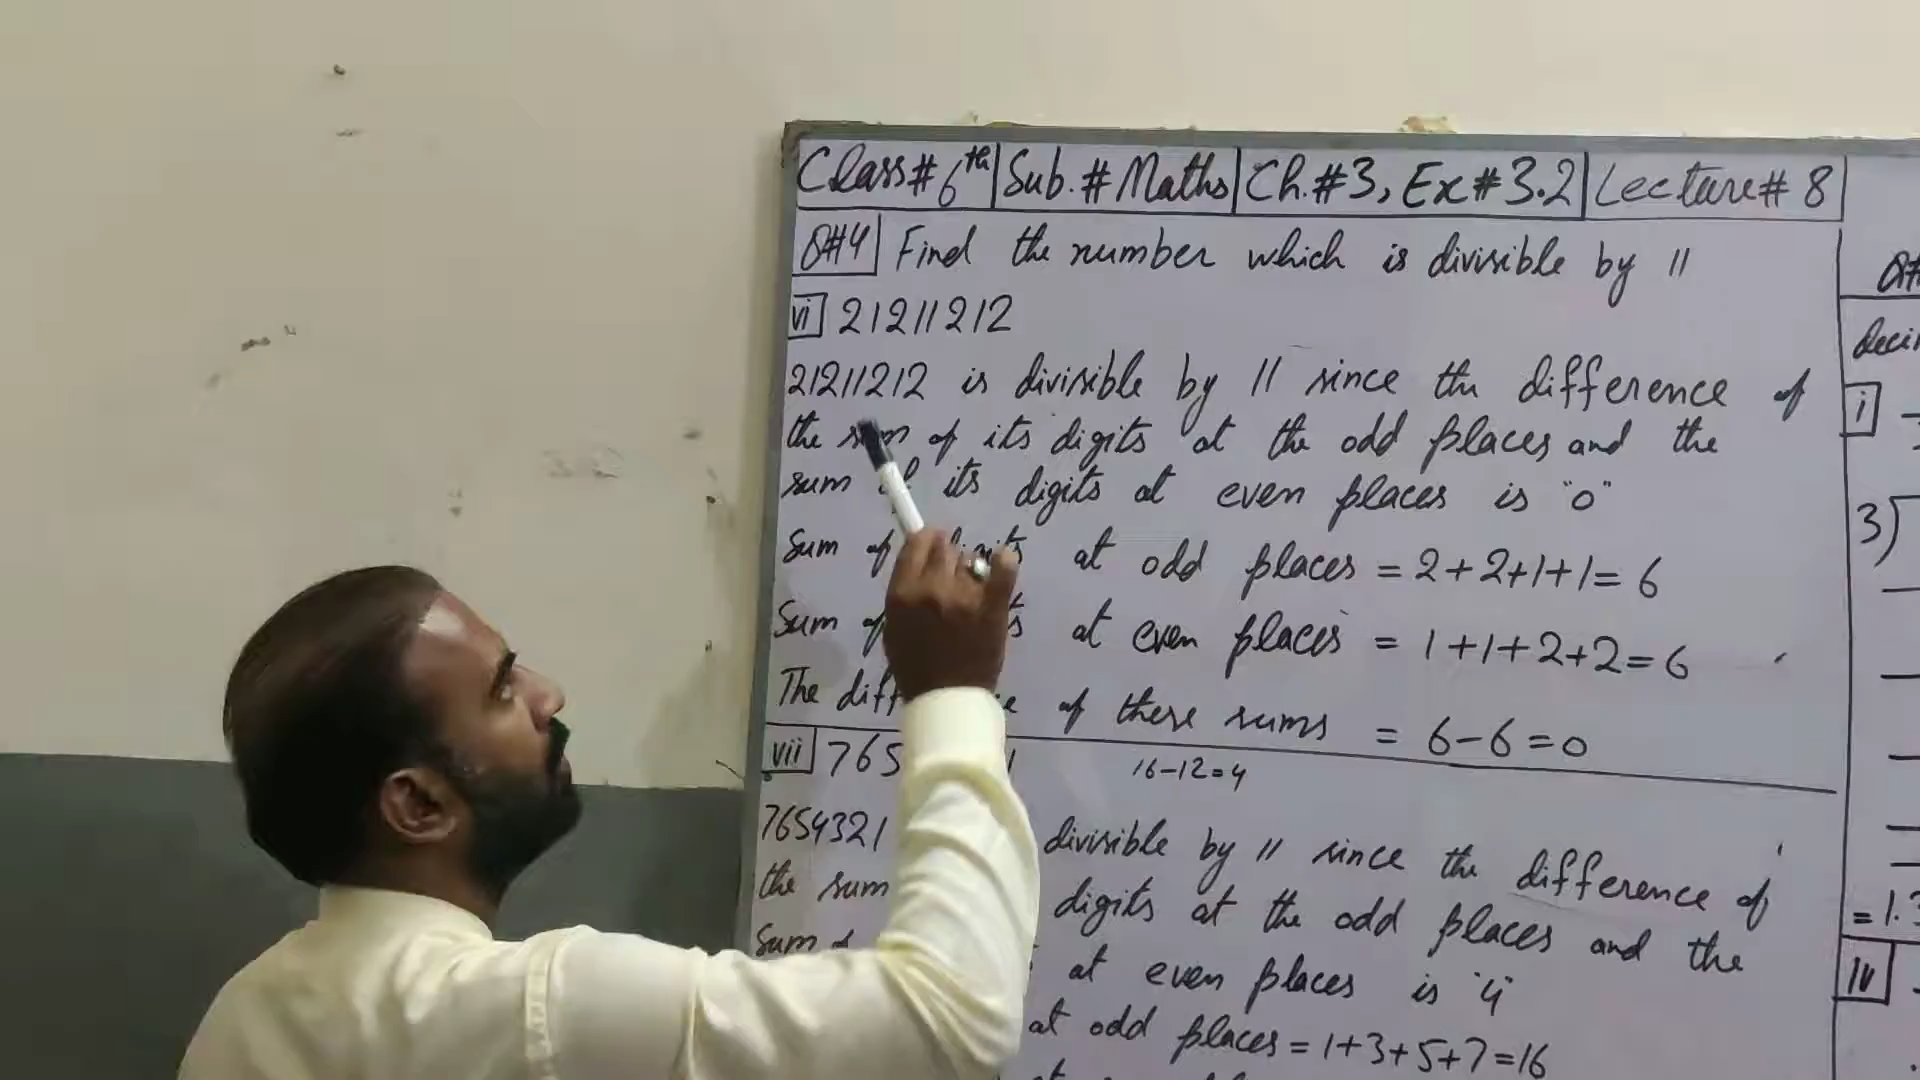 Class# 6th | Sub.# Maths | Ch.#3, Ex#3.2 | Lecture# 8
Q#4 Find the number which is divisible by 11
vi 21211212
21211212 is divisible by 11 since the difference of
the sum of its digits at the odd places and the
sum of its digits at even places is "0"
Sum of digits at odd places = 2+2+1+1=6
Sum of at even places = 1+1+2+2=6
The of these sums = 6-6=0
vii 765 1 16-12=4
7654321 divisible by 11 since the difference of
the sum digits at the odd places and the
Sum of at even places is "4"
at odd places = 1+3+5+7=16
Q#
i
3)
= 1.3
iv